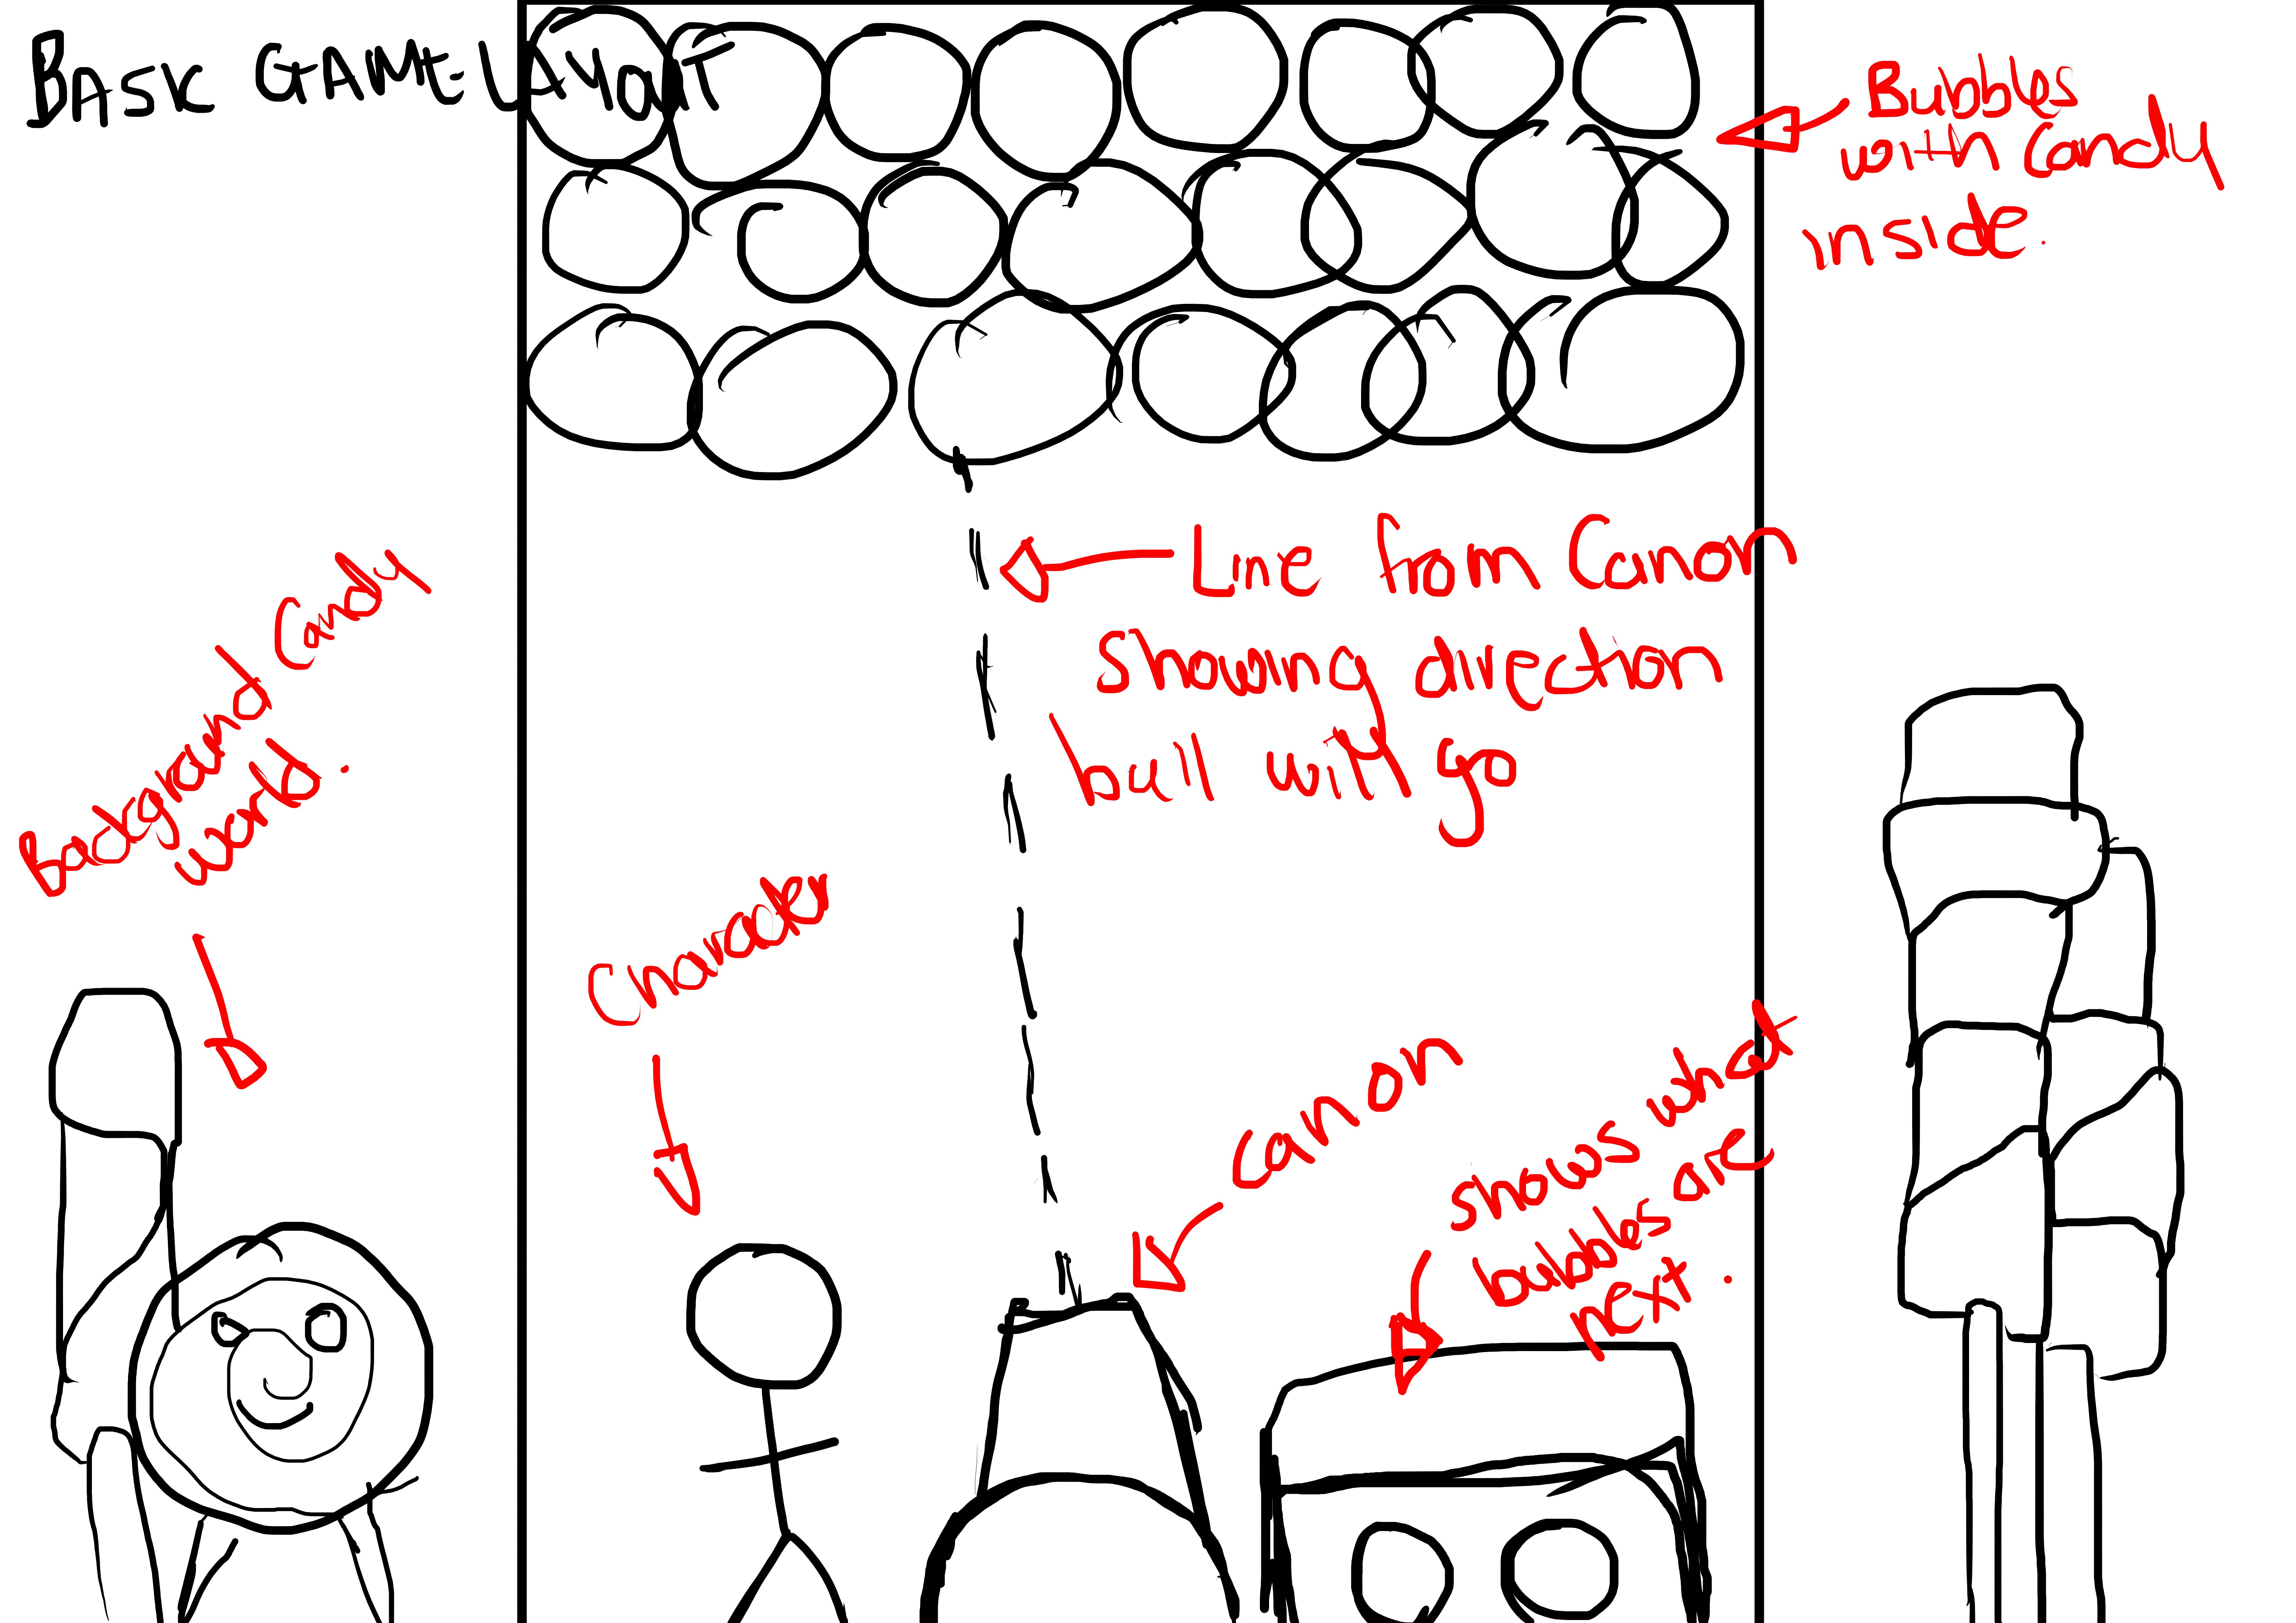 BASIC GAME LAYOUT
Bubbles
with Candy
inside.
Line from Canon
showing direction
ball will go
Background Candy
world.
Character
canon
shows what
bubbles are
next.